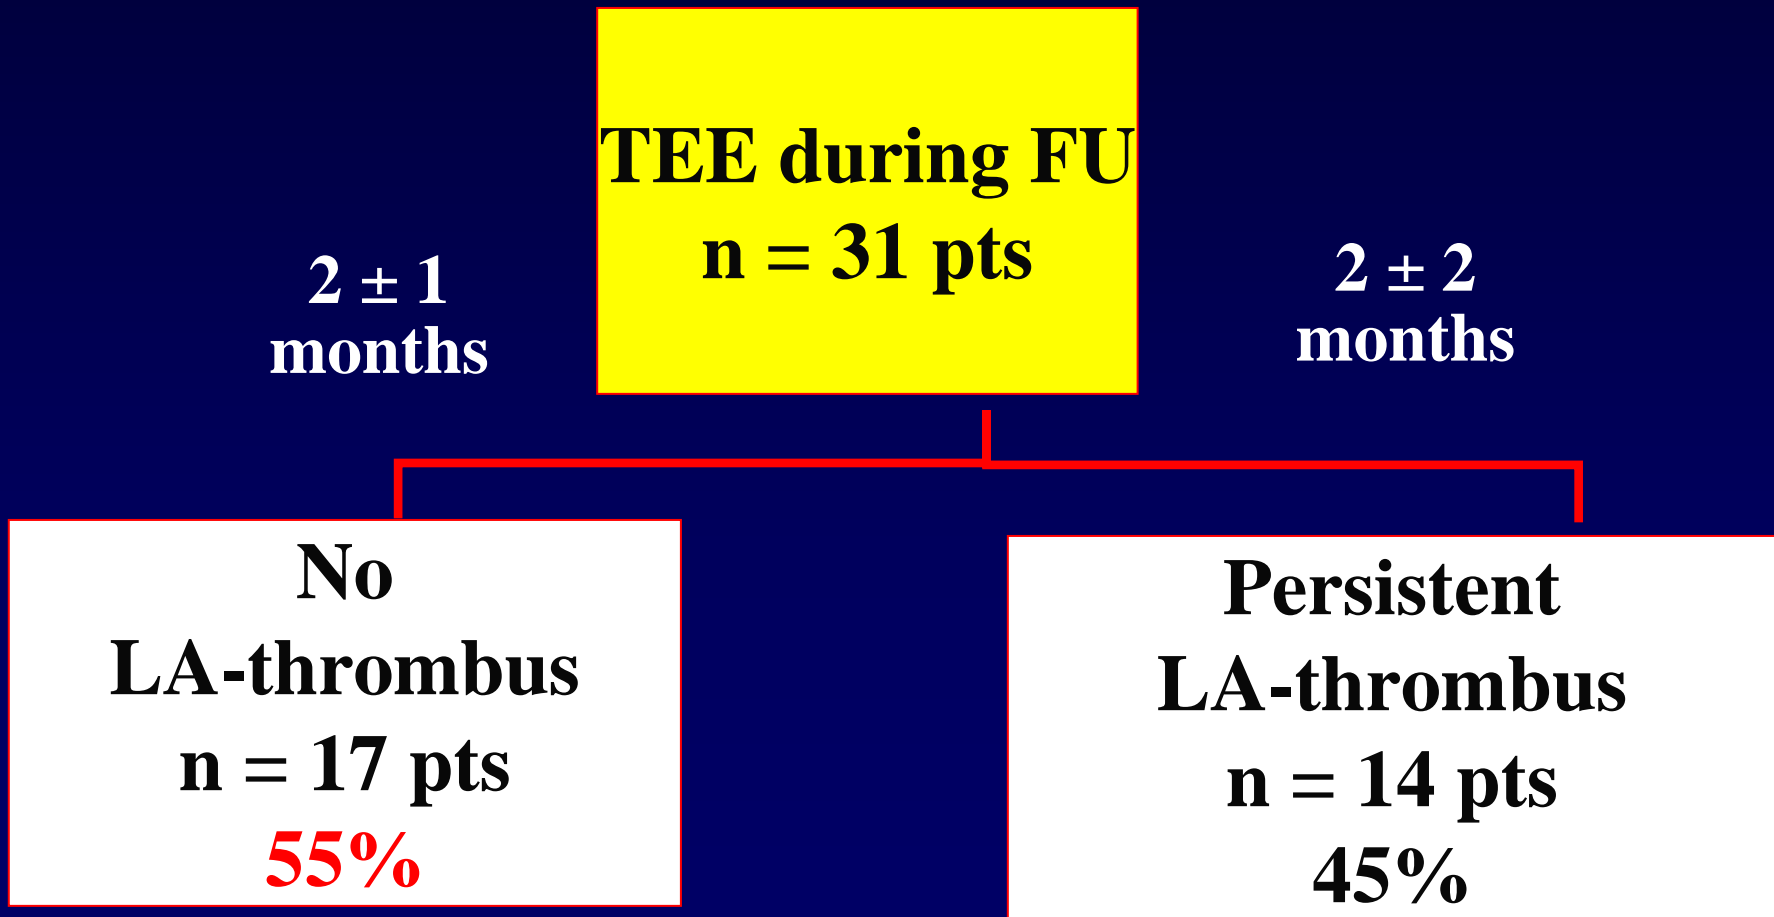 TEE during FU
n = 31 pts
2 ± 1
months
2 ± 2
months
No
LA-thrombus
n = 17 pts
55%
Persistent
LA-thrombus
n = 14 pts
45%